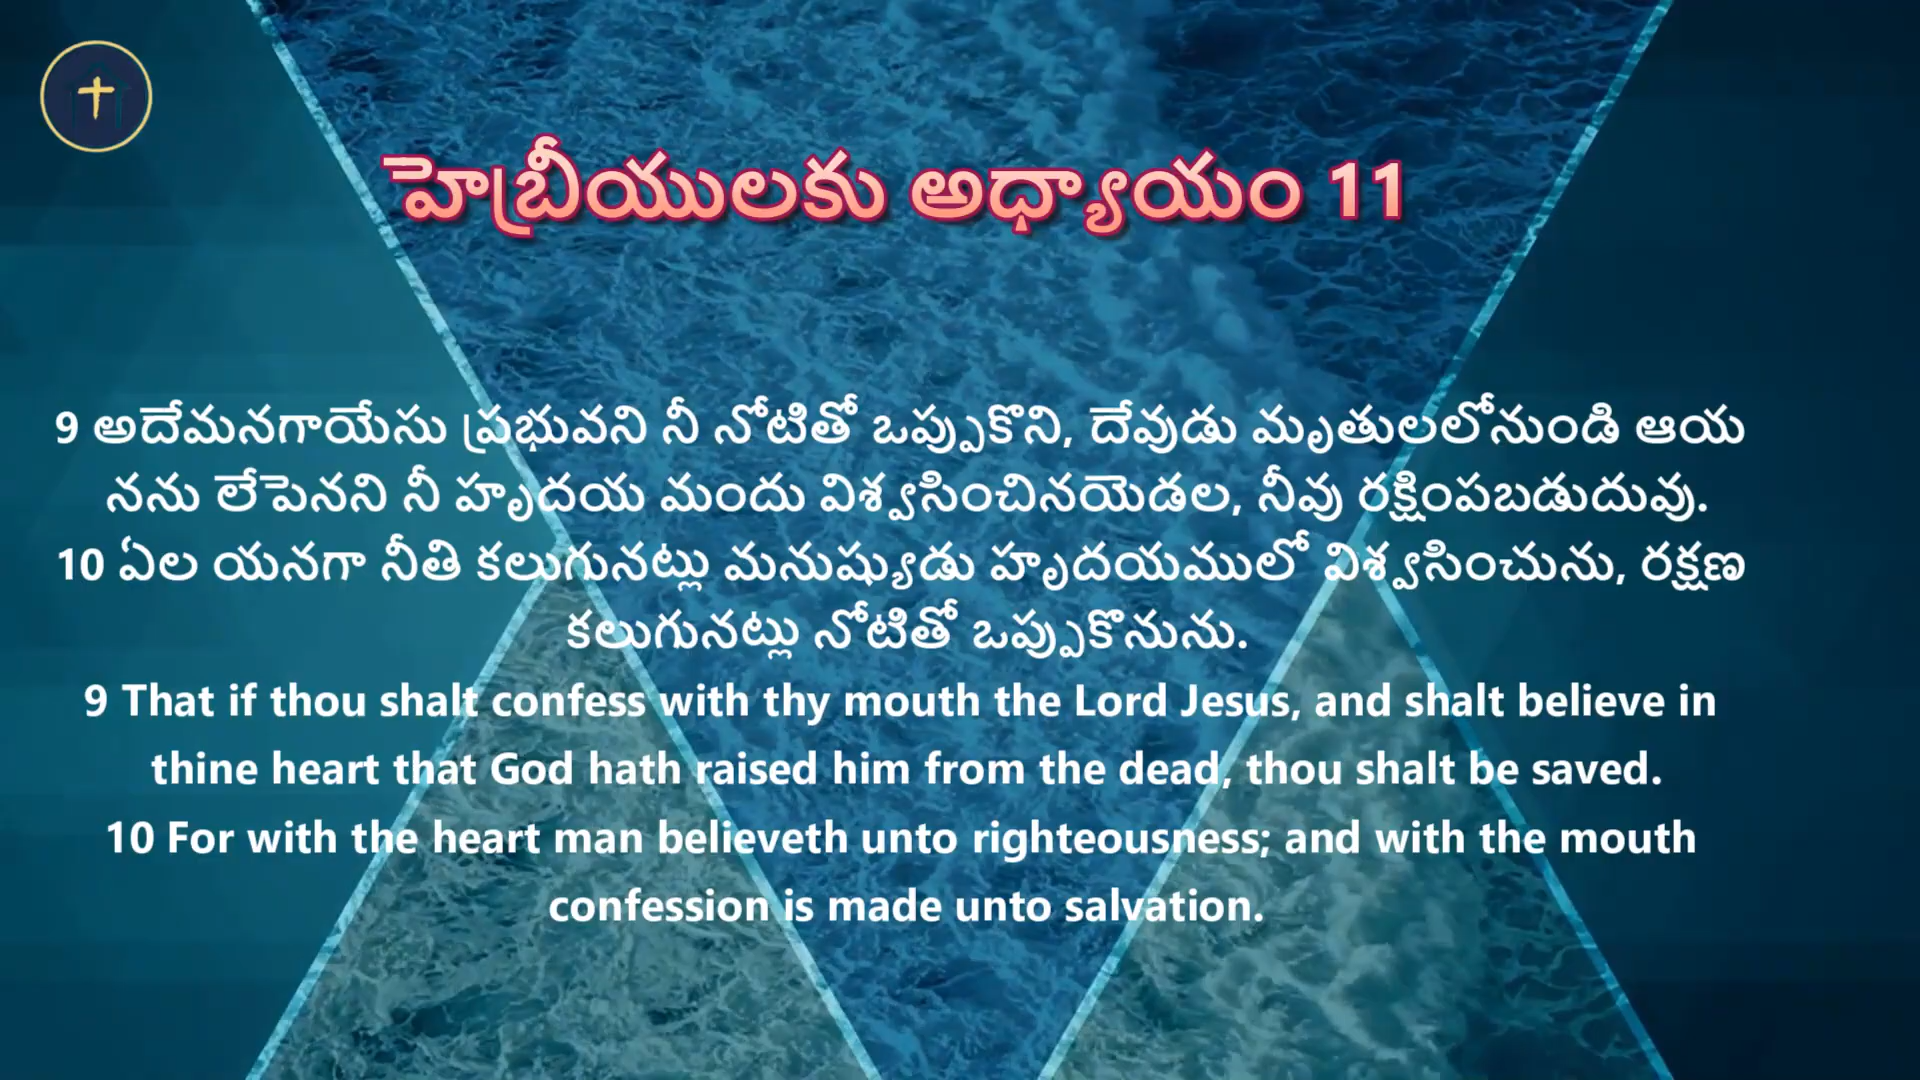 హెబ్రీయులకు అధ్యాయం 11
9 అదేమనగాయేసు ప్రభువని నీ నోటితో ఒప్పుకొని, దేవుడు మృతులలోనుండి ఆయ
నను లేపెనని నీ హృదయ మందు విశ్వసించినయెడల, నీవు రక్షింపబడుదువు.
10 ఏల యనగా నీతి కలుగునట్లు మనుష్యుడు హృదయములో విశ్వసించును, రక్షణ
కలుగునట్లు నోటితో ఒప్పుకొనును.
9 That if thou shalt confess with thy mouth the Lord Jesus, and shalt believe in
thine heart that God hath raised him from the dead, thou shalt be saved.
10 For with the heart man believeth unto righteousness; and with the mouth
confession is made unto salvation.